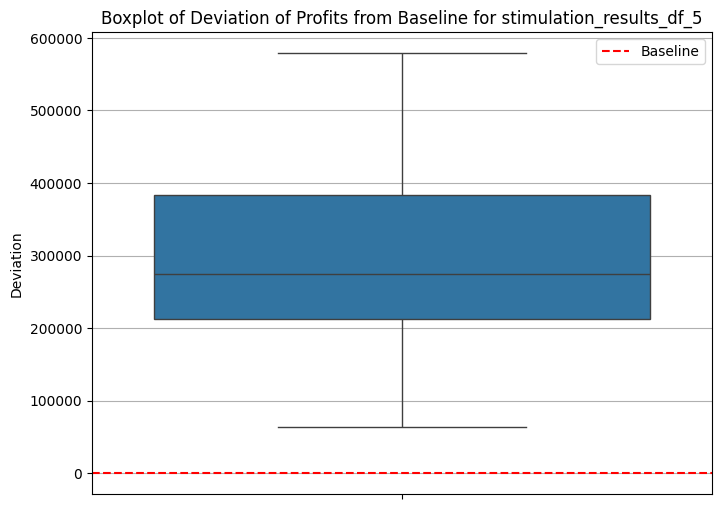 Boxplot of Deviation of Profits from Baseline for stimulation_results_df_5
Baseline
600000
500000
400000
300000
200000
100000
0
Deviation